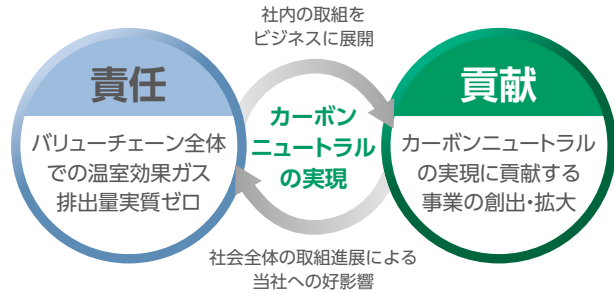 社内の取組を
ビジネスに展開
責任
バリューチェーン全体
での温室効果ガス
排出量実質ゼロ
カーボン
ニュートラル
の実現
貢献
カーボンニュートラル
の実現に貢献する
事業の創出・拡大
社会全体の取組進展による
当社への好影響